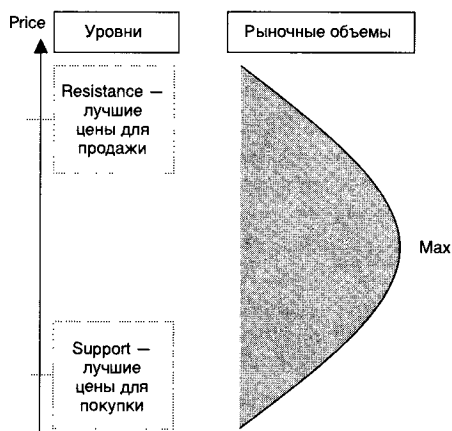 Price
Уровни
Рыночные объемы
Resistance —
лучшие
цены для
продажи
Max
Support —
лучшие
цены для
покупки